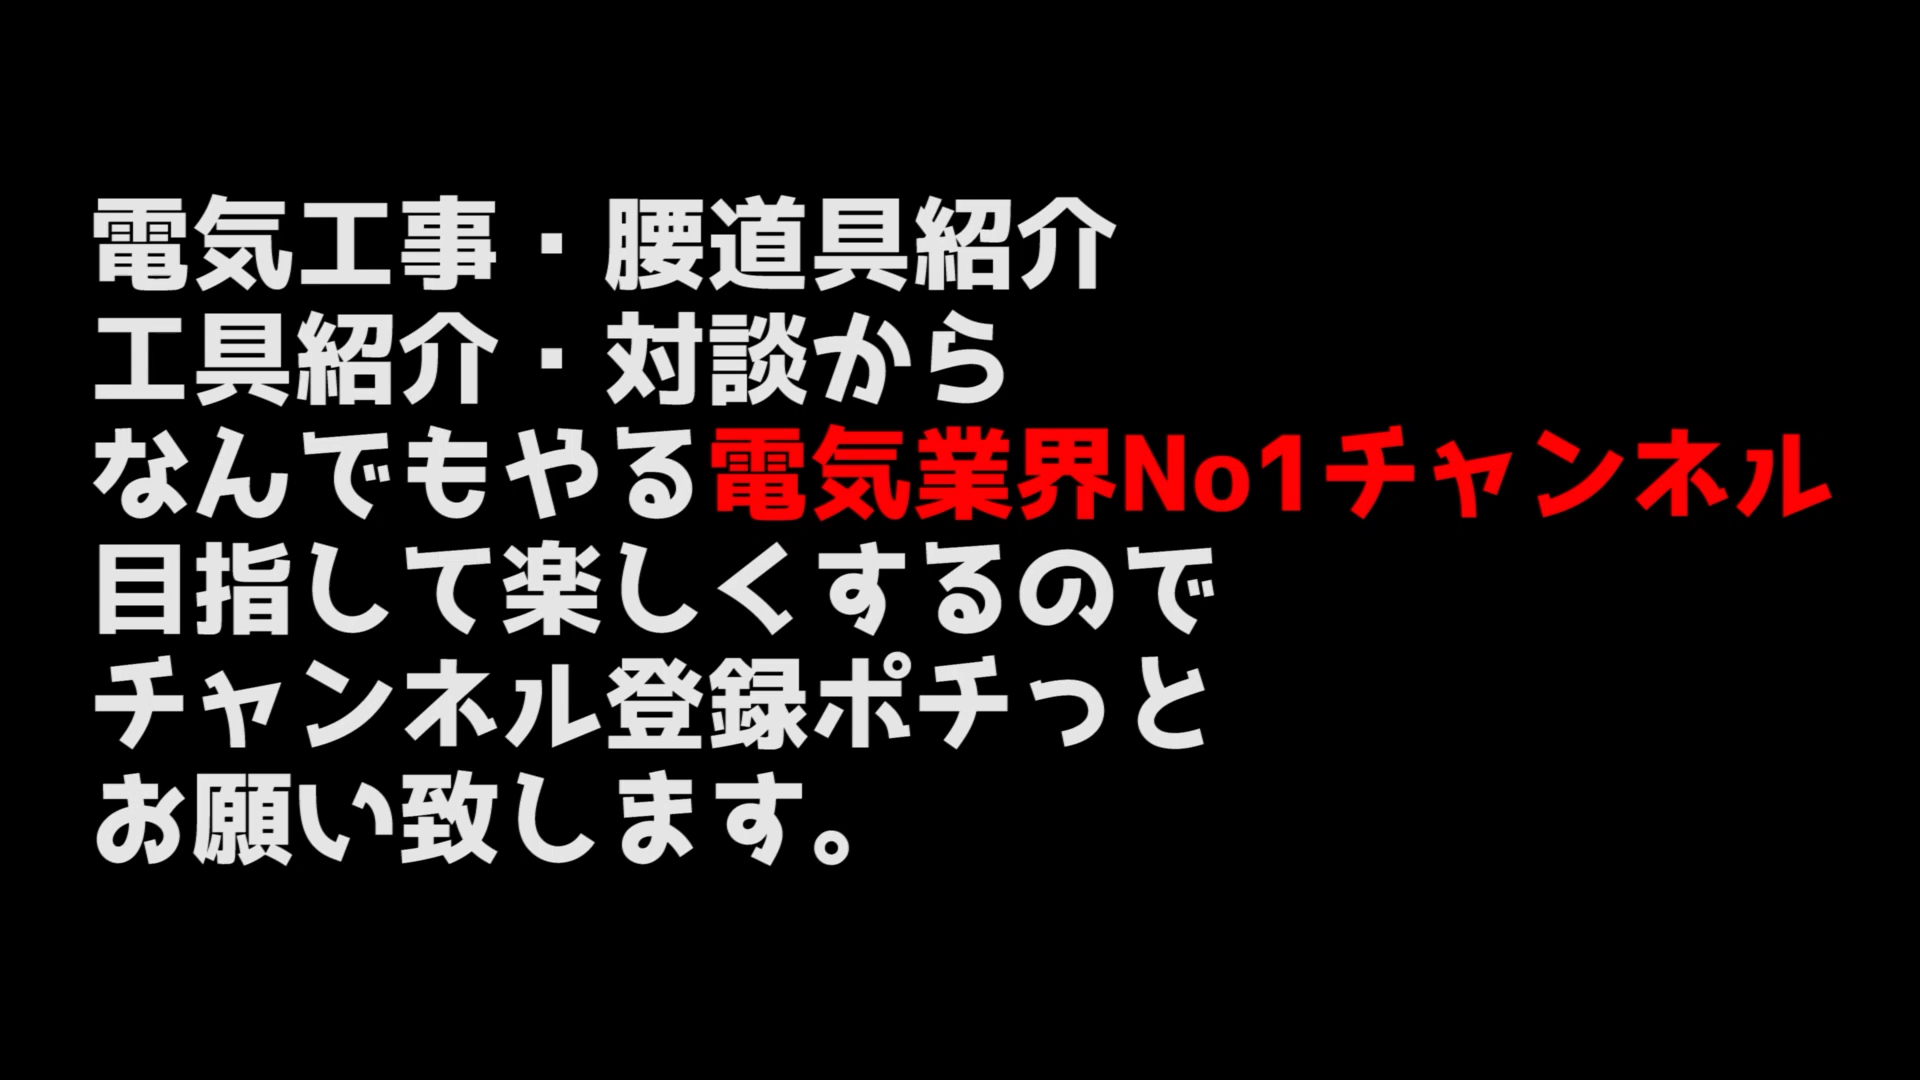 電気工事・腰道具紹介
工具紹介・対談から
なんでもやる電気業界No1チャンネル
目指して楽しくするので
チャンネル登録ポチっと
お願い致します。